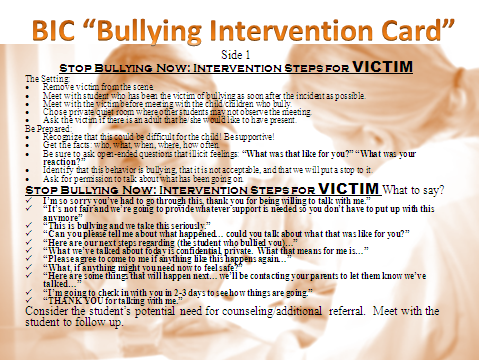 BIC “Bullying Intervention Card”
Side 1
Stop Bullying Now: Intervention Steps for VICTIM
The Setting:
• Remove victim from the scene.
• Meet with student who has been the victim of bullying as soon after the incident as possible.
• Meet with the victim before meeting with the child/children who bully.
• Chose private/quiet room where other students may not observe the meeting.
• Ask the victim if there is an adult that he/she would like to have present.
Be Prepared:
• Recognize that this could be difficult for the child! Be supportive!
• Get the facts: who, what, when, where, how often.
• Be sure to ask open-ended questions that illicit feelings: “What was that like for you?” “What was your
reaction?”
• Identify that this behavior is bullying, that it is not acceptable, and that we will put a stop to it.
• Ask for permission to talk about what has been going on.
Stop Bullying Now: Intervention Steps for VICTIM What to say?
✓ “I’m so sorry you’ve had to go through this, thank you for being willing to talk with me.”
✓ “It’s not fair and we’re going to provide whatever support is needed so you don’t have to put up with this
anymore”
✓ “This is bullying and we take this seriously.”
✓ “Can you please tell me about what happened… could you talk about what that was like for you?”
✓ “Here are our next steps regarding (the student who bullied you)…”
✓ “What we’ve talked about today is confidential, private. What that means for me is…”
✓ “Please agree to come to me if anything like this happens again…”
✓ “What, if anything might you need now to feel safe?”
✓ “Here are some things that will happen next… we’ll be contacting your parents to let them know we’ve
talked…”
✓ “I’m going to check in with you in 2-3 days to see how things are going.”
✓ “THANK YOU for talking with me.”
Consider the student’s potential need for counseling/additional referral. Meet with the
student to follow up.